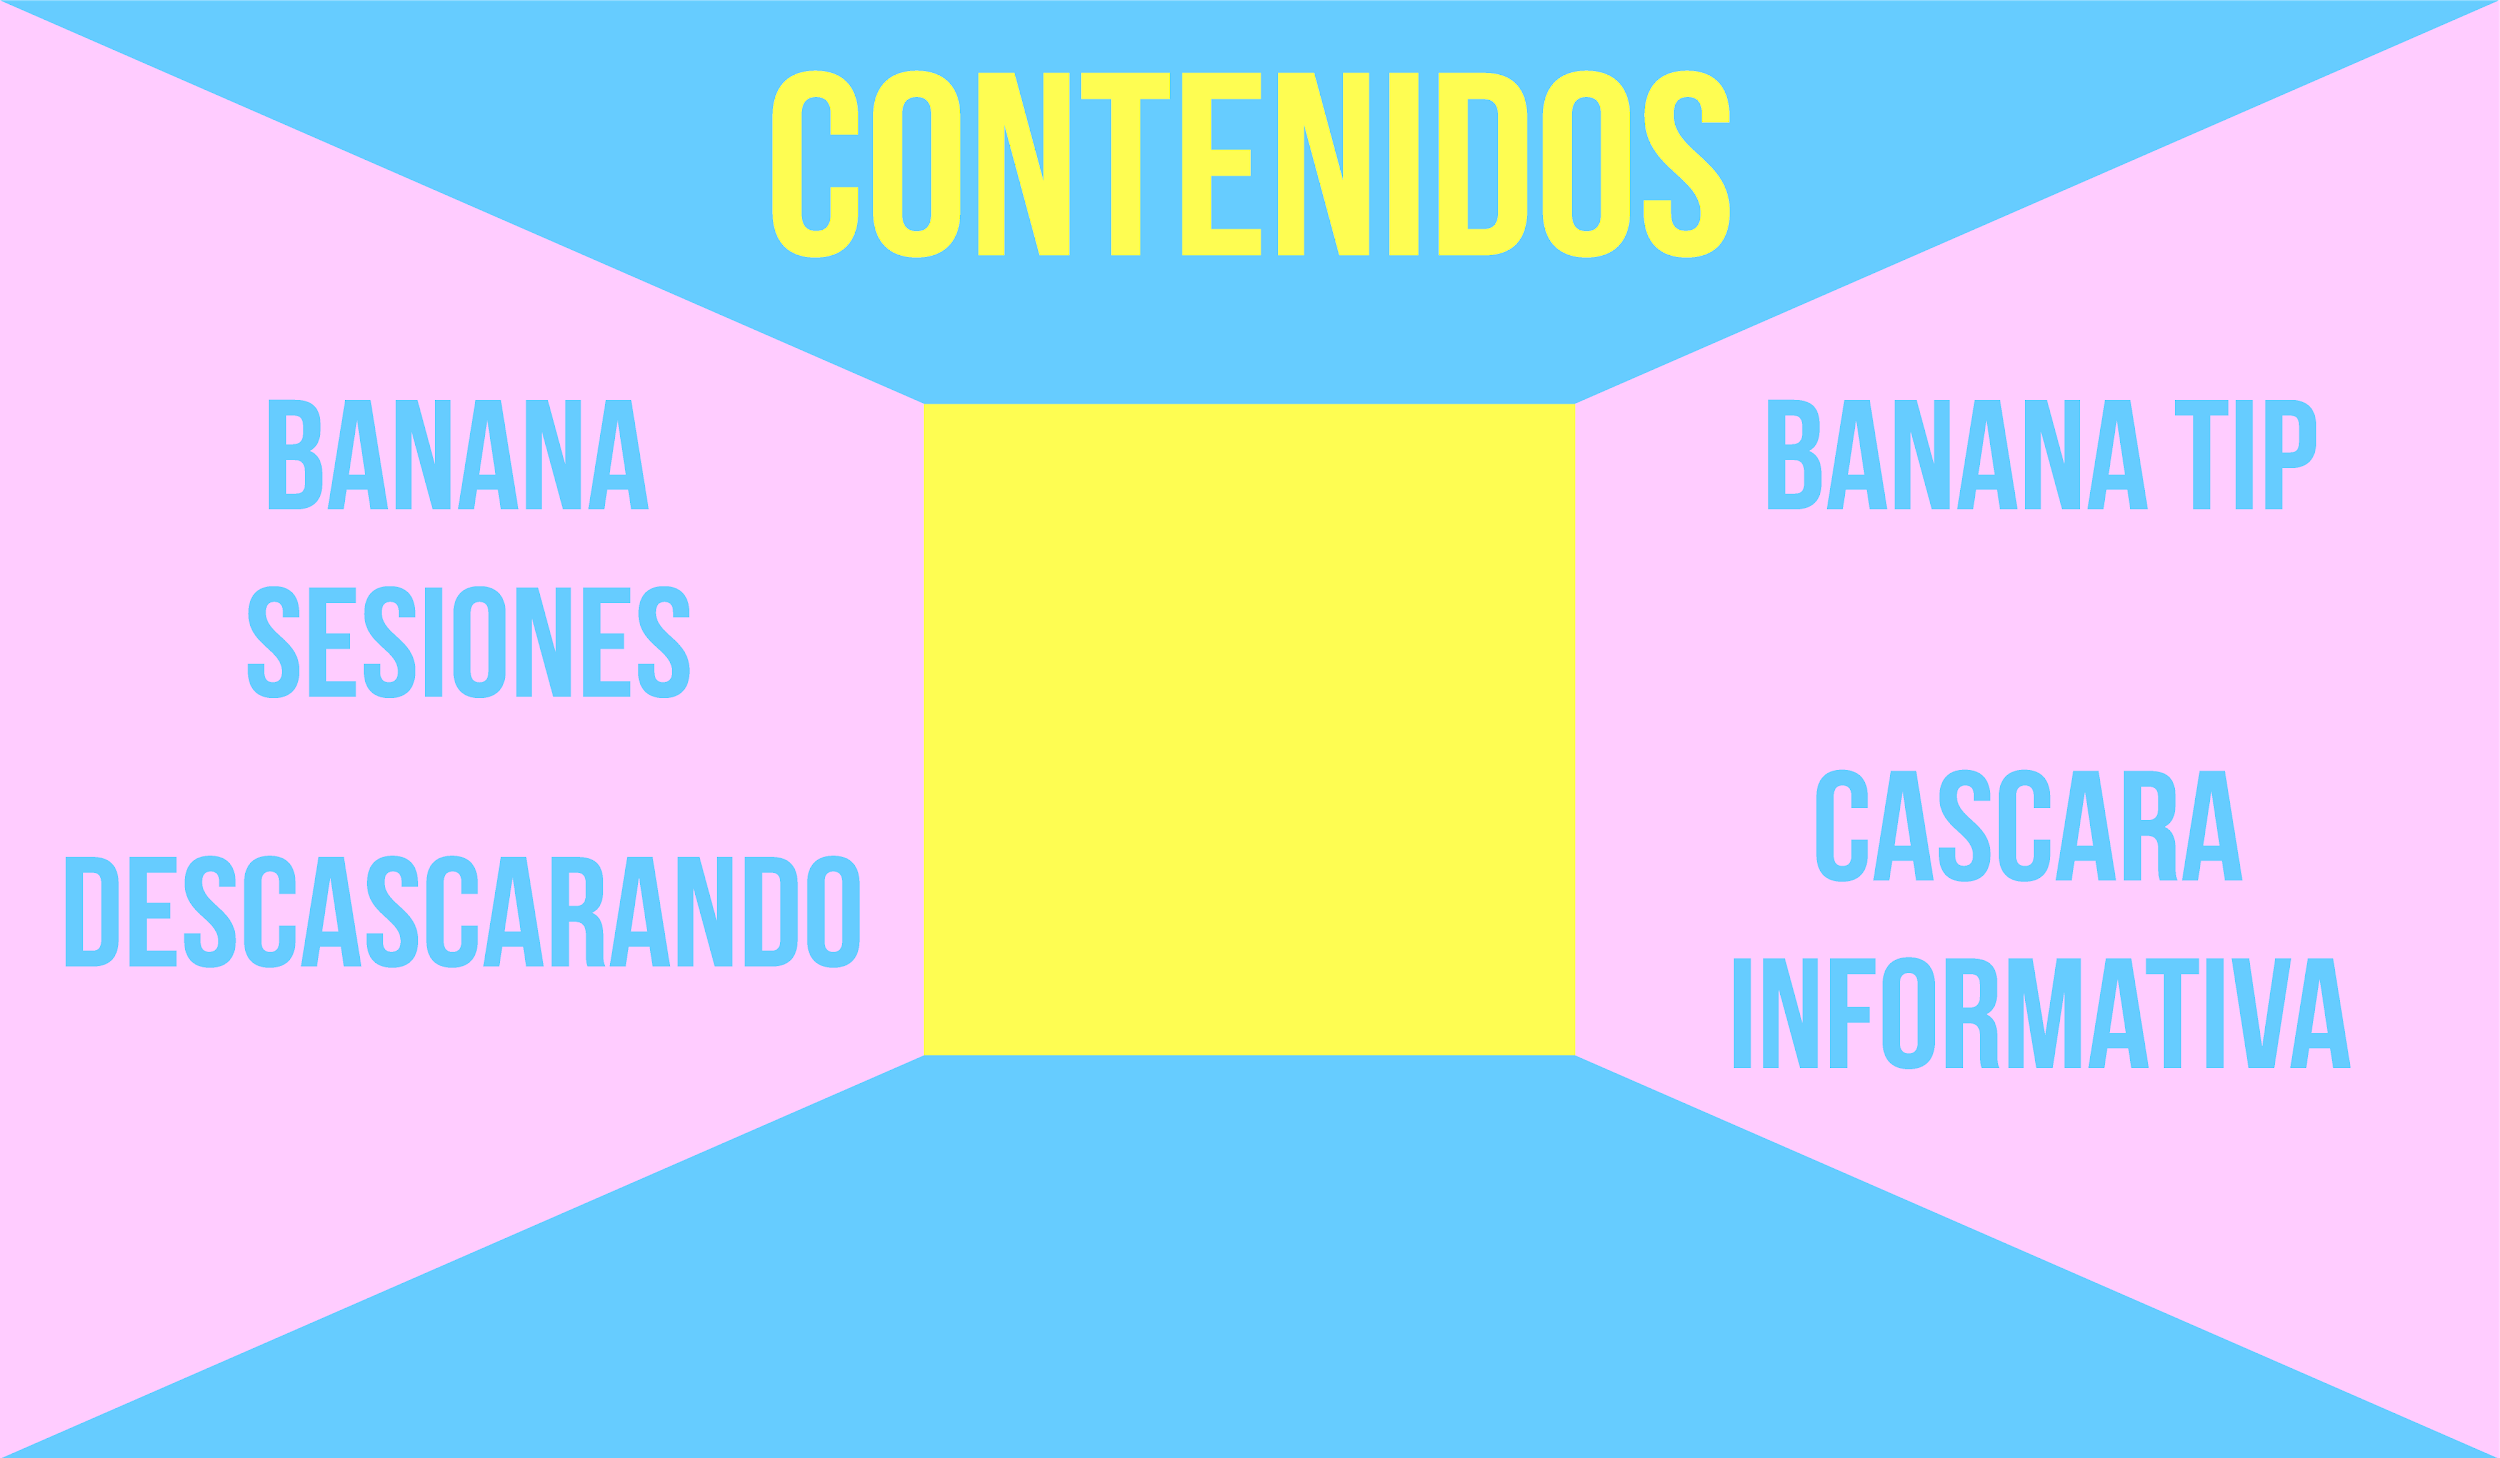 CONTENIDOS
BANANA
SESIONES
DESCASCARANDO
BANANA TIP
CASCARA
INFORMATIVA